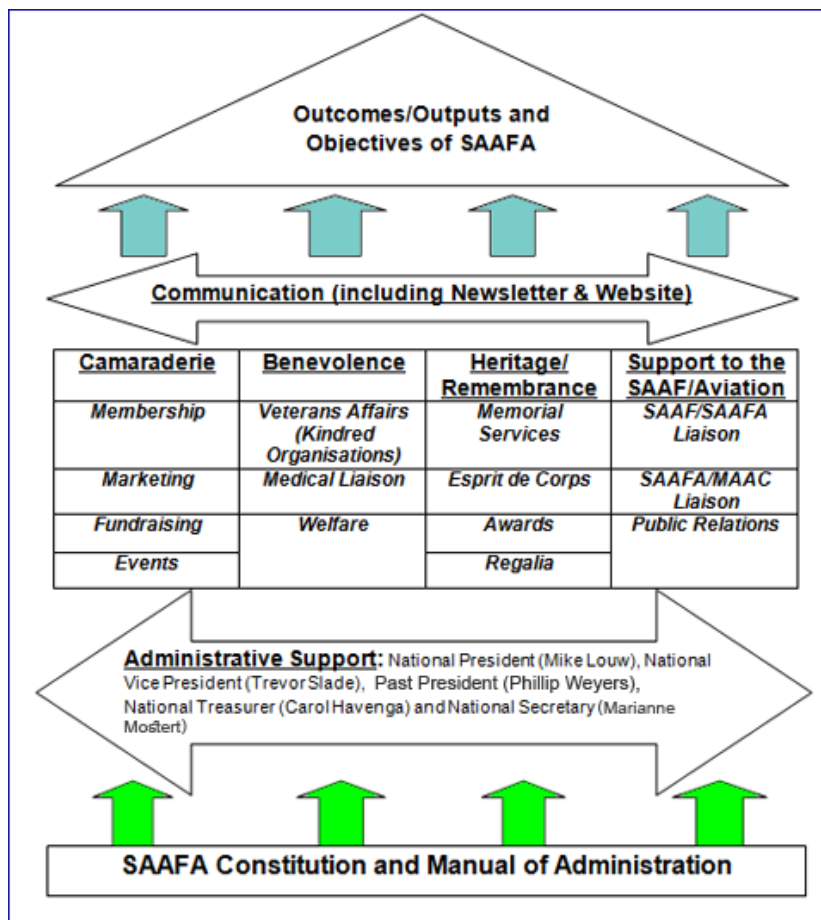 Outcomes/Outputs and
Objectives of SAAFA
Communication (including Newsletter & Website)
Camaraderie
Benevolence
Heritage/
Remembrance
Support to the
SAAF/Aviation
Membership
Veterans Affairs
(Kindred
Organisations)
Memorial
Services
SAAF/SAAFA
Liaison
Marketing
Medical Liaison
Esprit de Corps
SAAFA/MAAC
Liaison
Fundraising
Welfare
Awards
Public Relations
Events
Regalia
Administrative Support: National President (Mike Louw), National
Vice President (Trevor Slade), Past President (Phillip Weyers),
National Treasurer (Carol Havenga) and National Secretary (Marianne
Mostert)
SAAFA Constitution and Manual of Administration